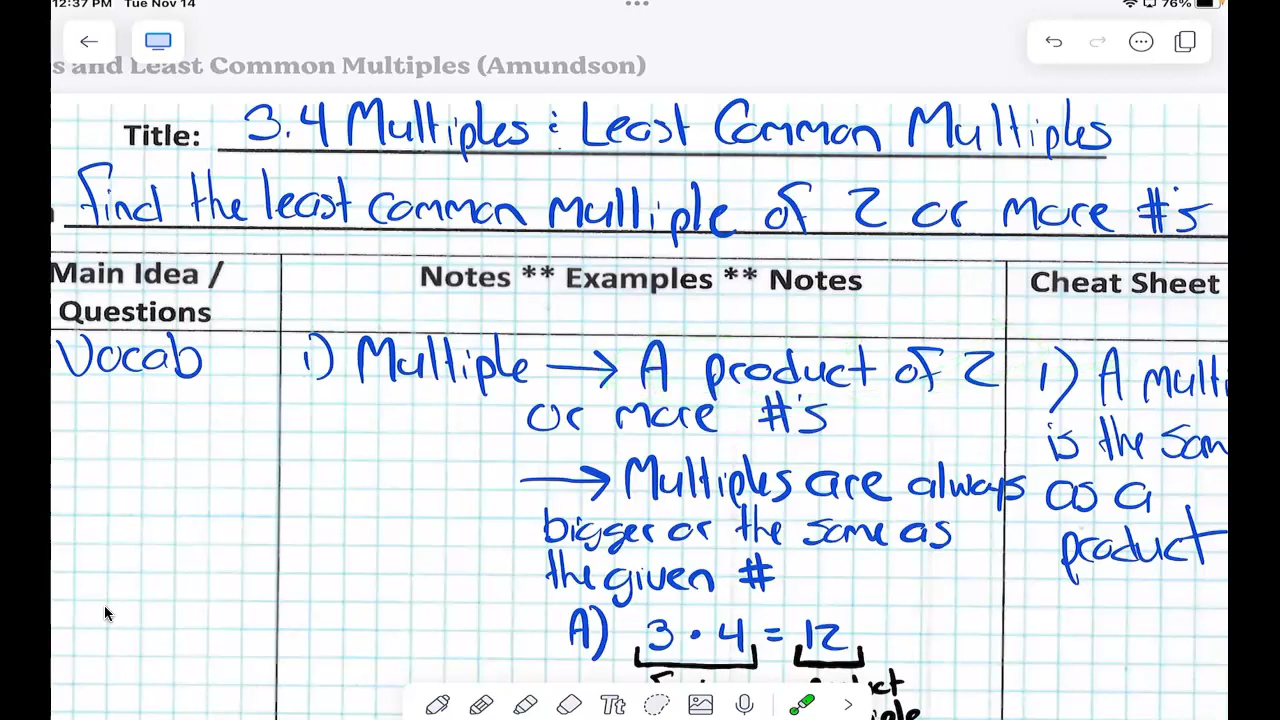 12:37 PM Tue Nov 14
76%
s and Least Common Multiples (Amundson)
Title: 3.4 Multiples & Least Common Multiples
find the least common multiple of 2 or more #'s
Main Idea / Questions
Notes ** Examples ** Notes
Cheat Sheet
Vocab
1) Multiple → A product of 2
or more #'s
→ Multiples are always
bigger or the same as
the given #
A) 3 · 4 = 12
1) A multi
is the sam
as a
product
Tt